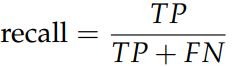 recall = TP / (TP + FN)